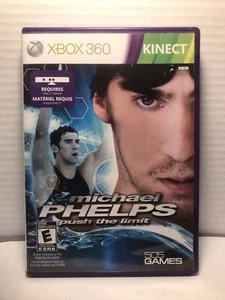 XBOX 360
KINECT
REQUIRES
MATÉRIEL REQUIS
michael
PHELPS
push the limit
E
505
GAMES